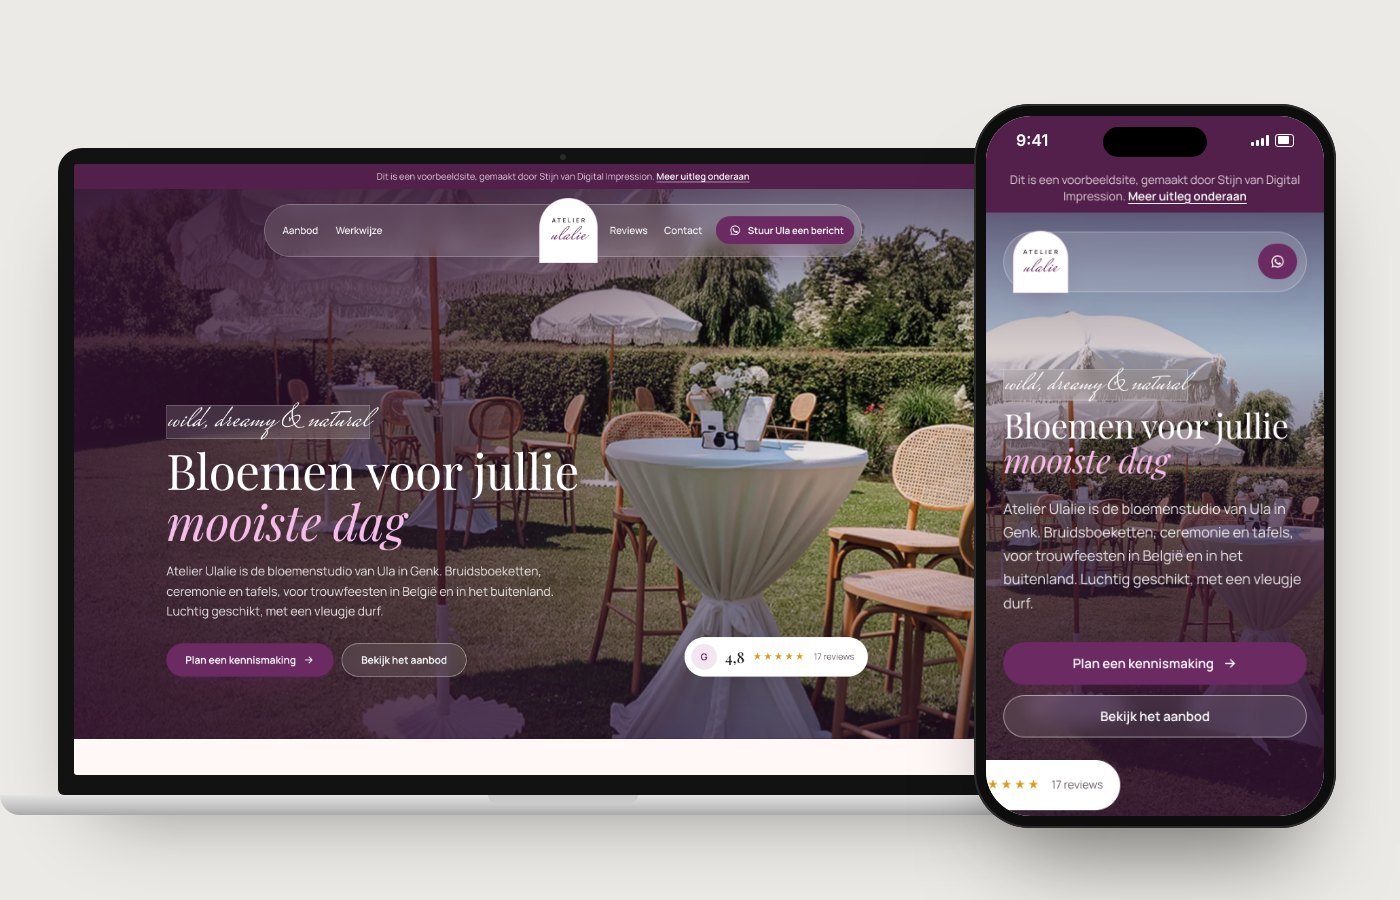 Dit is een voorbeeldsite, gemaakt door Stijn van Digital Impression. Meer uitleg onderaan
Aanbod
Werkwijze
ATELIER
ulalie
Reviews
Contact
Stuur Ula een bericht
wild, dreamy & natural
Bloemen voor jullie
mooiste dag
Atelier Ulalie is de bloemenstudio van Ula in Genk. Bruidsboeketten,
ceremonie en tafels, voor trouwfeesten in België en in het buitenland.
Luchtig geschikt, met een vleugje durf.
Plan een kennismaking →
Bekijk het aanbod
G 4,8 ★★★★★ 17 reviews
9:41
Dit is een voorbeeldsite, gemaakt door Stijn van Digital
Impression. Meer uitleg onderaan
ATELIER
ulalie
wild, dreamy & natural
Bloemen voor jullie
mooiste dag
Atelier Ulalie is de bloemenstudio van Ula in
Genk. Bruidsboeketten, ceremonie en tafels,
voor trouwfeesten in België en in het
buitenland. Luchtig geschikt, met een vleugje
durf.
Plan een kennismaking →
Bekijk het aanbod
★★★★ 17 reviews